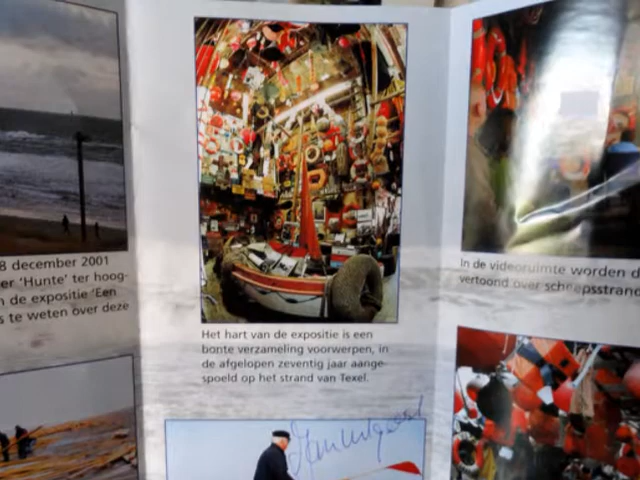 8 december 2001
er 'Hunte' ter hoog-
n de expositie 'Een
s te weten over deze
Het hart van de expositie is een
bonte verzameling voorwerpen, in
de afgelopen zeventig jaar aange-
spoeld op het strand van Texel.
In de videoruimte worden d
vertoond over scheepsstrand